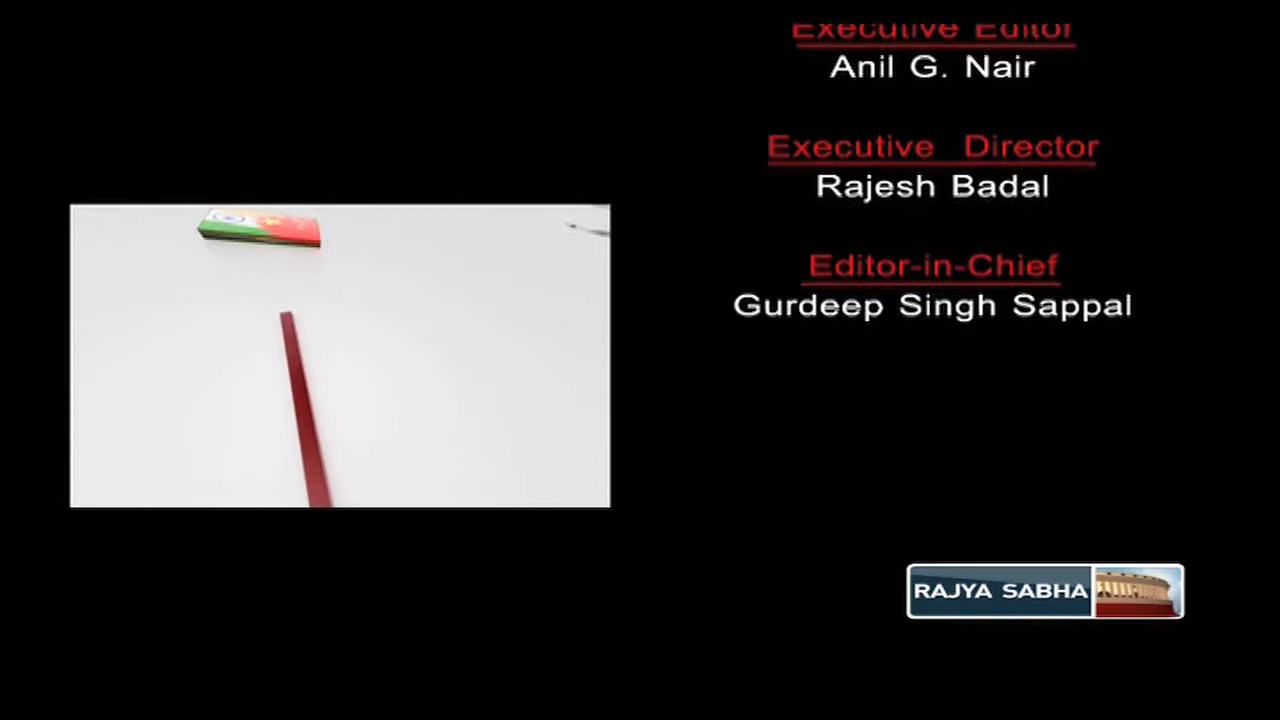 Executive Editor
Anil G. Nair
Executive Director
Rajesh Badal
Editor-in-Chief
Gurdeep Singh Sappal
RAJYA SABHA